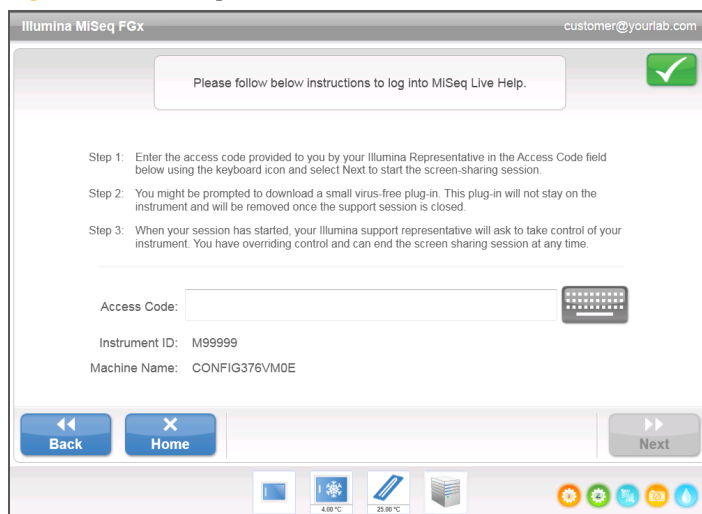 Illumina MiSeq FGx
customer@yourlab.com
Please follow below instructions to log into MiSeq Live Help.
Step 1: Enter the access code provided to you by your Illumina Representative in the Access Code field
below using the keyboard icon and select Next to start the screen-sharing session.
Step 2: You might be prompted to download a small virus-free plug-in. This plug-in will not stay on the
instrument and will be removed once the support session is closed.
Step 3: When your session has started, your Illumina support representative will ask to take control of your
instrument. You have overriding control and can end the screen sharing session at any time.
Access Code:
Instrument ID: M99999
Machine Name: CONFIG376VM0E
Back
Home
Next
4.00 °C
25.00 °C